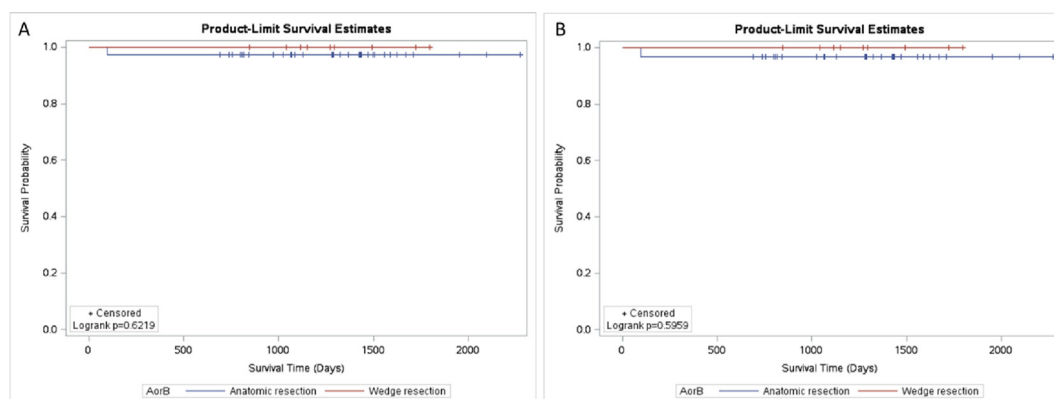 A
Product-Limit Survival Estimates
1.0
0.8
0.6
0.4
0.2
0.0
Survival Probability
+ Censored
Logrank p=0.6219
0 500 1000 1500 2000
Survival Time (Days)
AorB Anatomic resection Wedge resection
B
Product-Limit Survival Estimates
1.0
0.8
0.6
0.4
0.2
0.0
Survival Probability
+ Censored
Logrank p=0.5959
0 500 1000 1500 2000
Survival Time (Days)
AorB Anatomic resection Wedge resection